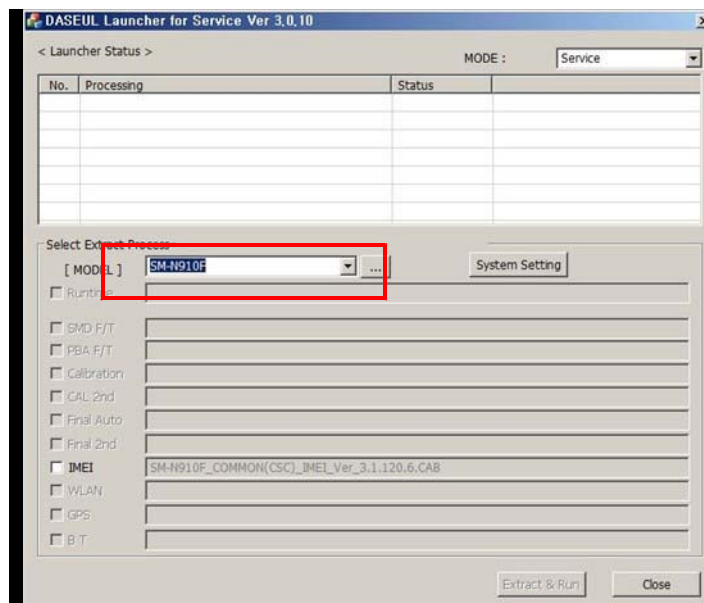 DASEUL Launcher for Service Ver 3,0,10
< Launcher Status >
MODE : Service
No. Processing Status
Select Extract Process
[ MODEL ] SM-N910F ... System Setting
Runtime
SMD F/T
PBA F/T
Calibration
CAL 2nd
Final Auto
Final 2nd
IMEI SM-N910F_COMMON(CSC)_IMEI_Ver_3.1.120.6.CAB
WLAN
GPS
B T
Extract & Run Close